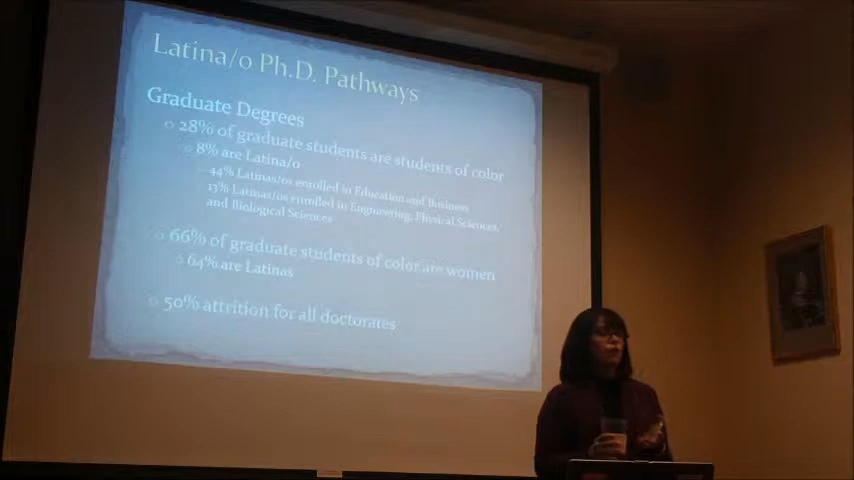 Latina/o Ph.D. Pathways
Graduate Degrees
28% of graduate students are students of color
8% are Latina/o
44% Latinas/os enrolled in Education and Business
13% Latinas/os enrolled in Engineering, Physical Sciences,
and Biological Sciences
66% of graduate students of color are women
64% are Latinas
50% attrition for all doctorates